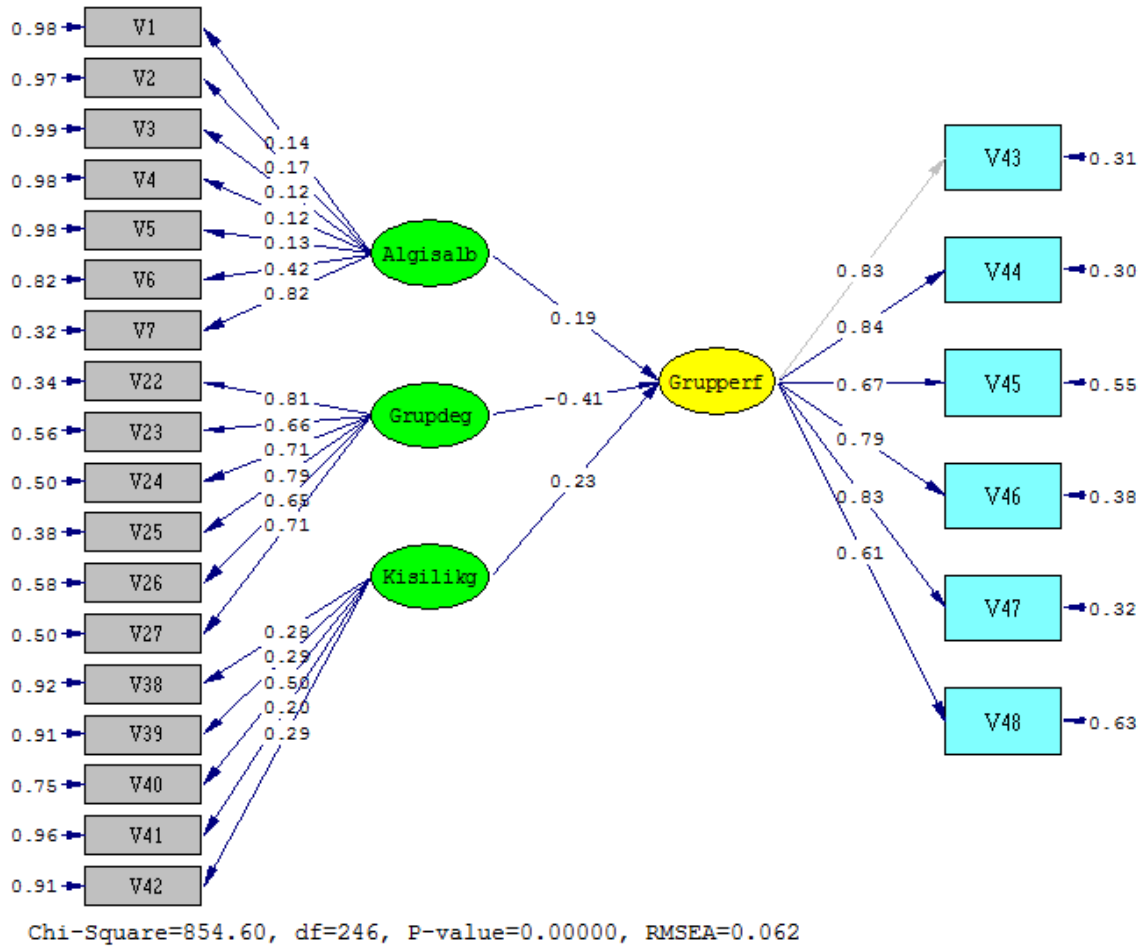 0.98 V1
0.97 V2
0.99 V3
0.98 V4
0.98 V5
0.82 V6
0.32 V7
0.34 V22
0.56 V23
0.50 V24
0.38 V25
0.58 V26
0.50 V27
0.92 V38
0.91 V39
0.75 V40
0.96 V41
0.91 V42
0.14
0.17
0.12
0.12
0.13
0.42
0.82
0.81
0.66
0.71
0.79
0.65
0.71
0.28
0.29
0.50
0.20
0.29
Algisalb
Grupdeg
Kisilikg
0.19
-0.41
0.23
Grupperf
0.83
0.84
0.67
0.79
0.83
0.61
V43 0.31
V44 0.30
V45 0.55
V46 0.38
V47 0.32
V48 0.63
Chi-Square=854.60, df=246, P-value=0.00000, RMSEA=0.062